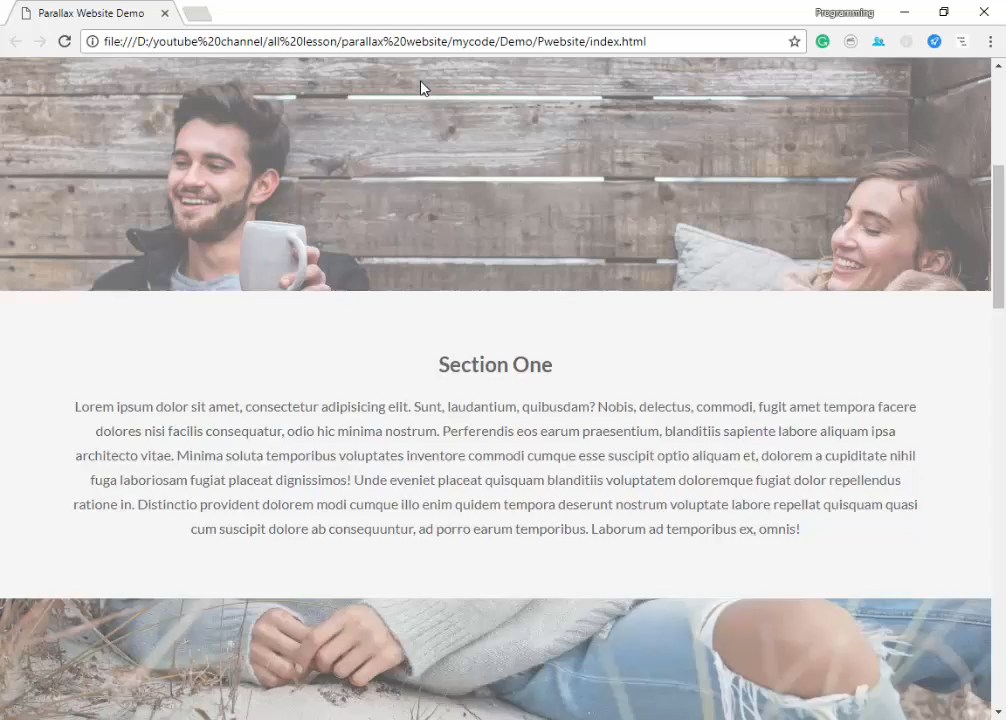 Parallax Website Demo
Programming
file:///D:/youtube%20channel/all%20lesson/parallax%20website/mycode/Demo/Pwebsite/index.html
Section One
Lorem ipsum dolor sit amet, consectetur adipisicing elit. Sunt, laudantium, quibusdam? Nobis, delectus, commodi, fugit amet tempora facere
dolores nisi facilis consequatur, odio hic minima nostrum. Perferendis eos earum praesentium, blanditiis sapiente labore aliquam ipsa
architecto vitae. Minima soluta temporibus voluptates inventore commodi cumque esse suscipit optio aliquam et, dolorem a cupiditate nihil
fuga laboriosam fugiat placeat dignissimos! Unde eveniet placeat quisquam blanditiis voluptatem doloremque fugiat dolor repellendus
ratione in. Distinctio provident dolorem modi cumque illo enim quidem tempora deserunt nostrum voluptate labore repellat quisquam quasi
cum suscipit dolore ab consequuntur, ad porro earum temporibus. Laborum ad temporibus ex, omnis!